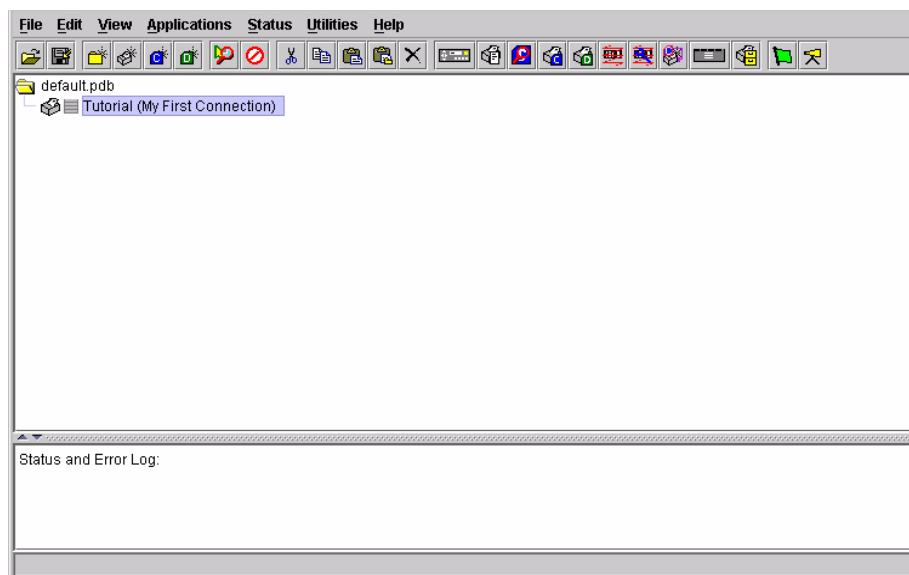 File Edit View Applications Status Utilities Help
default.pdb
Tutorial (My First Connection)
Status and Error Log: